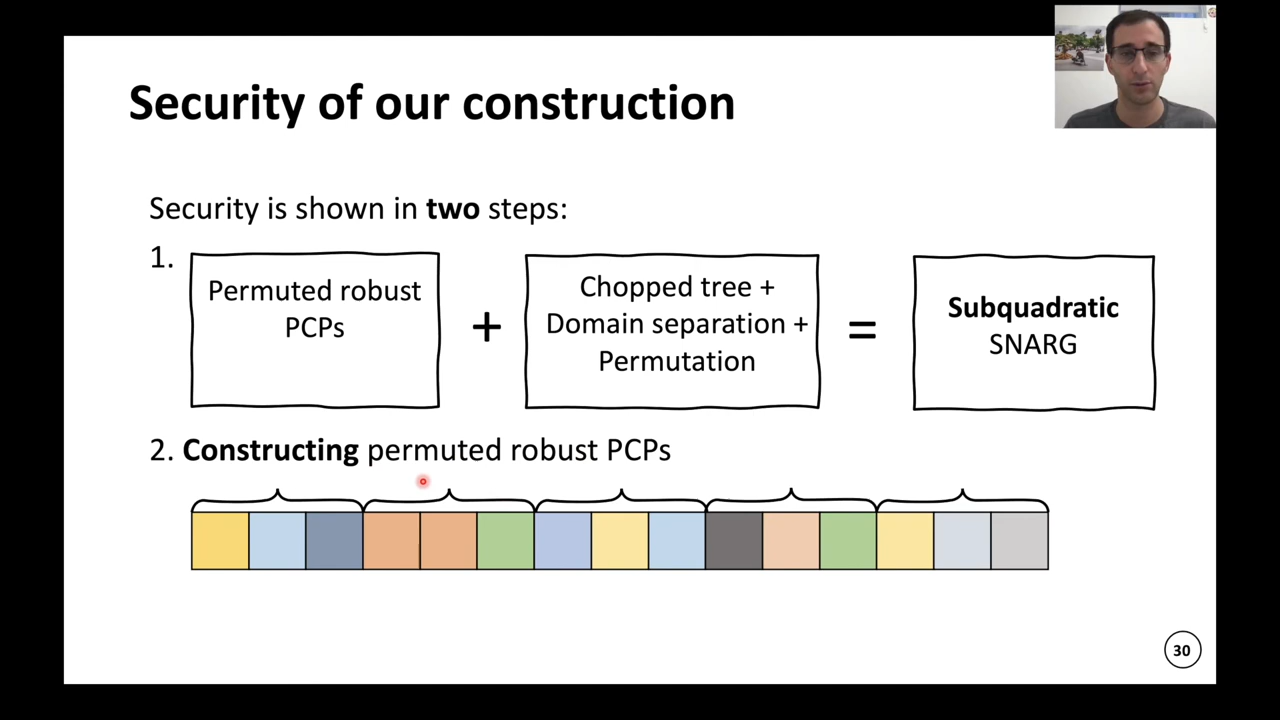 Security of our construction
Security is shown in two steps:
1.
Permuted robust
PCPs
+
Chopped tree +
Domain separation +
Permutation
=
Subquadratic
SNARG
2. Constructing permuted robust PCPs
30